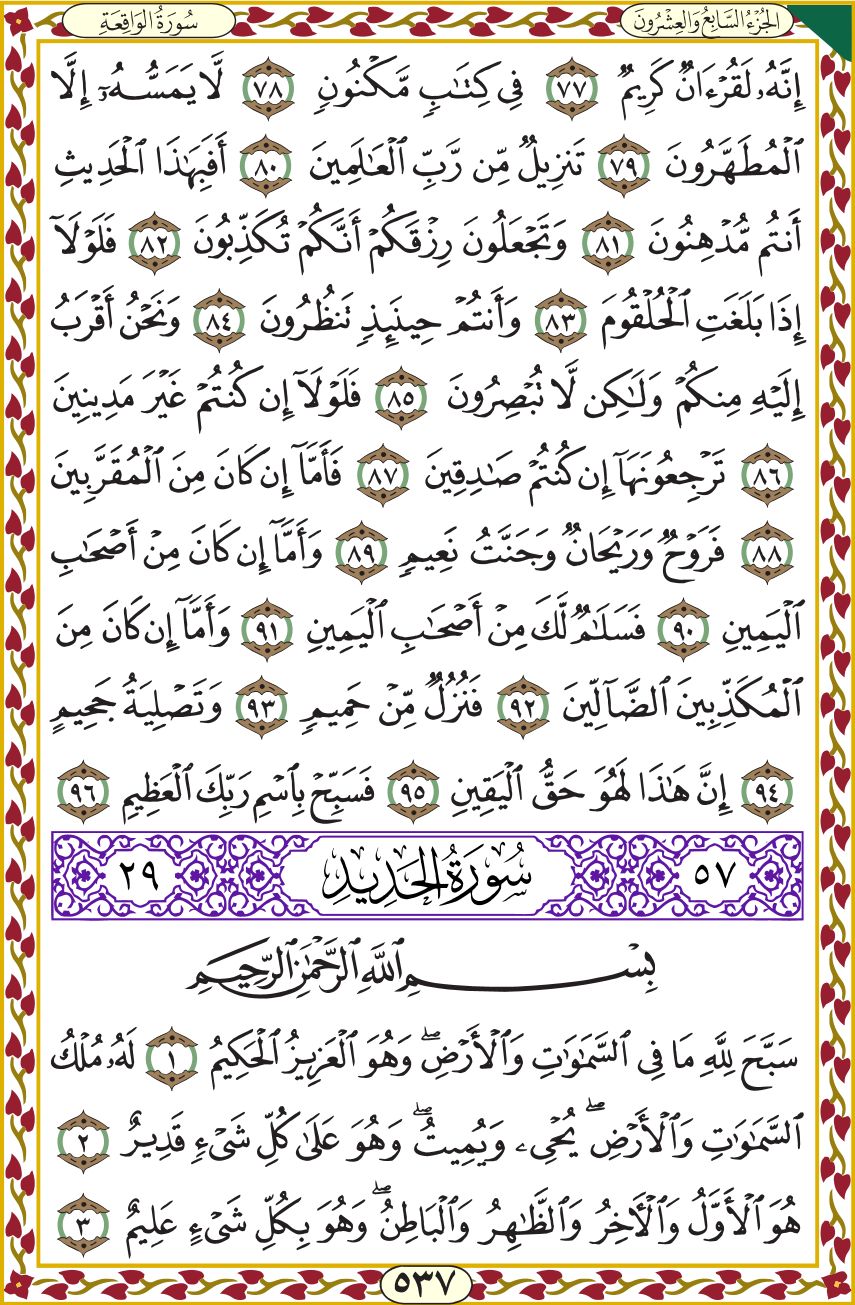 الجُزْءُ السَّابِعُ وَالعِشْرُونَ
سُورَةُ الوَاقِعَةِ
إِنَّهُۥ لَقُرْءَانٌ كَرِيمٌ ٧٧ فِى كِتَٰبٍ مَّكْنُونٍ ٧٨ لَّا يَمَسُّهُۥٓ إِلَّا
ٱلْمُطَهَّرُونَ ٧٩ تَنزِيلٌ مِّن رَّبِّ ٱلْعَٰلَمِينَ ٨٠ أَفَبِهَٰذَا ٱلْحَدِيثِ
أَنتُم مُّدْهِنُونَ ٨١ وَتَجْعَلُونَ رِزْقَكُمْ أَنَّكُمْ تُكَذِّبُونَ ٨٢ فَلَوْلَآ
إِذَا بَلَغَتِ ٱلْحُلْقُومَ ٨٣ وَأَنتُمْ حِينَئِذٍ تَنظُرُونَ ٨٤ وَنَحْنُ أَقْرَبُ
إِلَيْهِ مِنكُمْ وَلَٰكِن لَّا تُبْصِرُونَ ٨٥ فَلَوْلَآ إِن كُنتُمْ غَيْرَ مَدِينِينَ
٨٦ تَرْجِعُونَهَآ إِن كُنتُمْ صَٰدِقِينَ ٨٧ فَأَمَّآ إِن كَانَ مِنَ ٱلْمُقَرَّبِينَ
٨٨ فَرَوْحٌ وَرَيْحَانٌ وَجَنَّتُ نَعِيمٍ ٨٩ وَأَمَّآ إِن كَانَ مِنْ أَصْحَٰبِ
ٱلْيَمِينِ ٩٠ فَسَلَٰمٌ لَّكَ مِنْ أَصْحَٰبِ ٱلْيَمِينِ ٩١ وَأَمَّآ إِن كَانَ مِنَ
ٱلْمُكَذِّبِينَ ٱلضَّآلِّينَ ٩٢ فَنُزُلٌ مِّنْ حَمِيمٍ ٩٣ وَتَصْلِيَةُ جَحِيمٍ
٩٤ إِنَّ هَٰذَا لَهُوَ حَقُّ ٱلْيَقِينِ ٩٥ فَسَبِّحْ بِٱسْمِ رَبِّكَ ٱلْعَظِيمِ ٩٦
٥٧ سُورَةُ الحَدِيدِ ٢٩
بِسْمِ ٱللَّهِ ٱلرَّحْمَٰنِ ٱلرَّحِيمِ
سَبَّحَ لِلَّهِ مَا فِى ٱلسَّمَٰوَٰتِ وَٱلْأَرْضِ ۖ وَهُوَ ٱلْعَزِيزُ ٱلْحَكِيمُ ١ لَهُۥ مُلْكُ
ٱلسَّمَٰوَٰتِ وَٱلْأَرْضِ ۖ يُحْىِۦ وَيُمِيتُ ۖ وَهُوَ عَلَىٰ كُلِّ شَىْءٍ قَدِيرٌ ٢
هُوَ ٱلْأَوَّلُ وَٱلْءَاخِرُ وَٱلظَّٰهِرُ وَٱلْبَاطِنُ ۖ وَهُوَ بِكُلِّ شَىْءٍ عَلِيمٌ ٣
٥٣٧